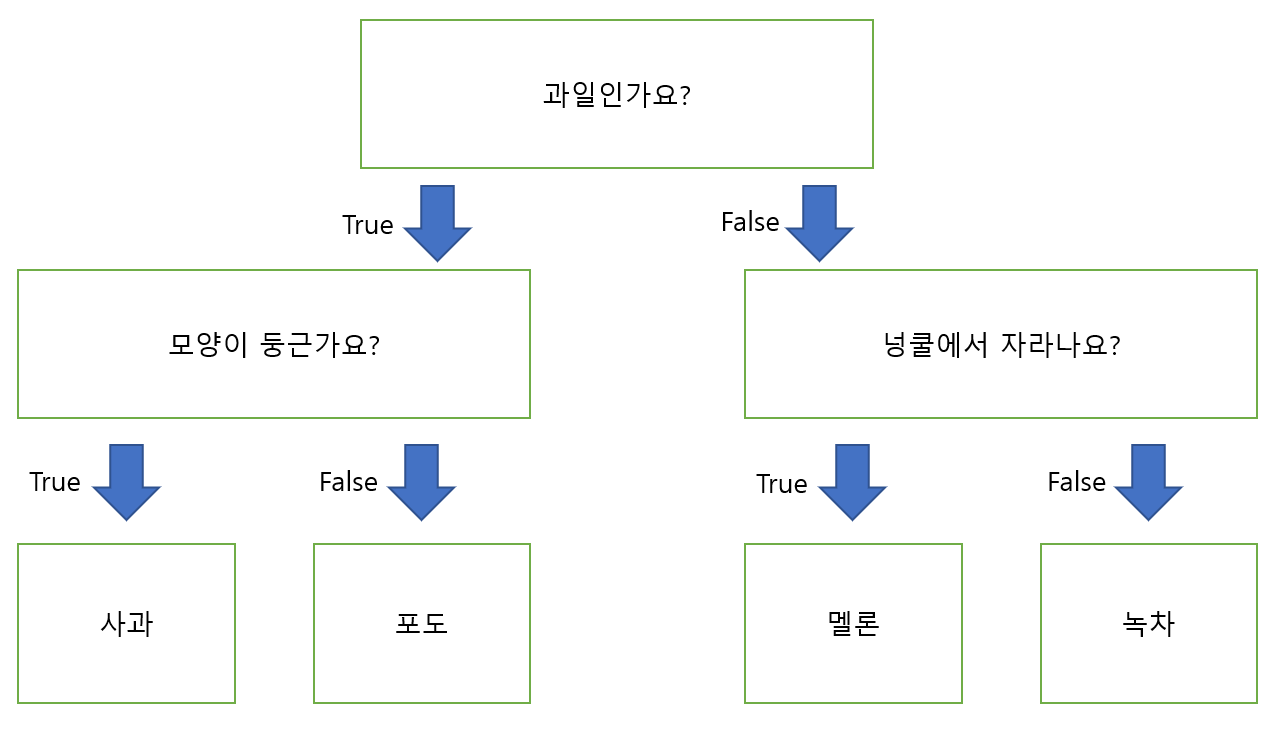 과일인가요?
True
False
모양이 둥근가요?
넝쿨에서 자라나요?
True
False
True
False
사과
포도
멜론
녹차